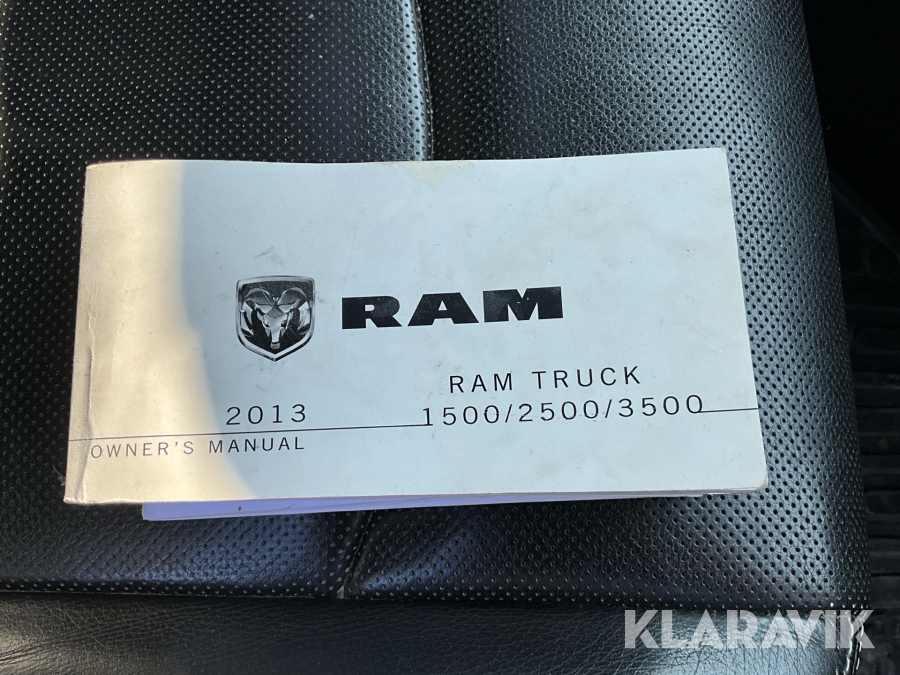 RAM
RAM TRUCK
2013 1500/2500/3500
OWNER'S MANUAL
KLARAVIK